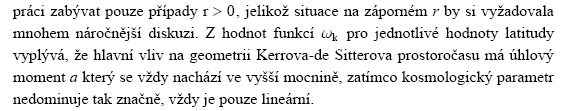 práci zabývat pouze případy r > 0, jelikož situace na záporném r by si vyžadovala
mnohem náročnější diskuzi. Z hodnot funkcí ωk pro jednotlivé hodnoty latitudy
vyplývá, že hlavní vliv na geometrii Kerrova-de Sitterova prostoročasu má úhlový
moment a který se vždy nachází ve vyšší mocnině, zatímco kosmologický parametr
nedominuje tak značně, vždy je pouze lineární.